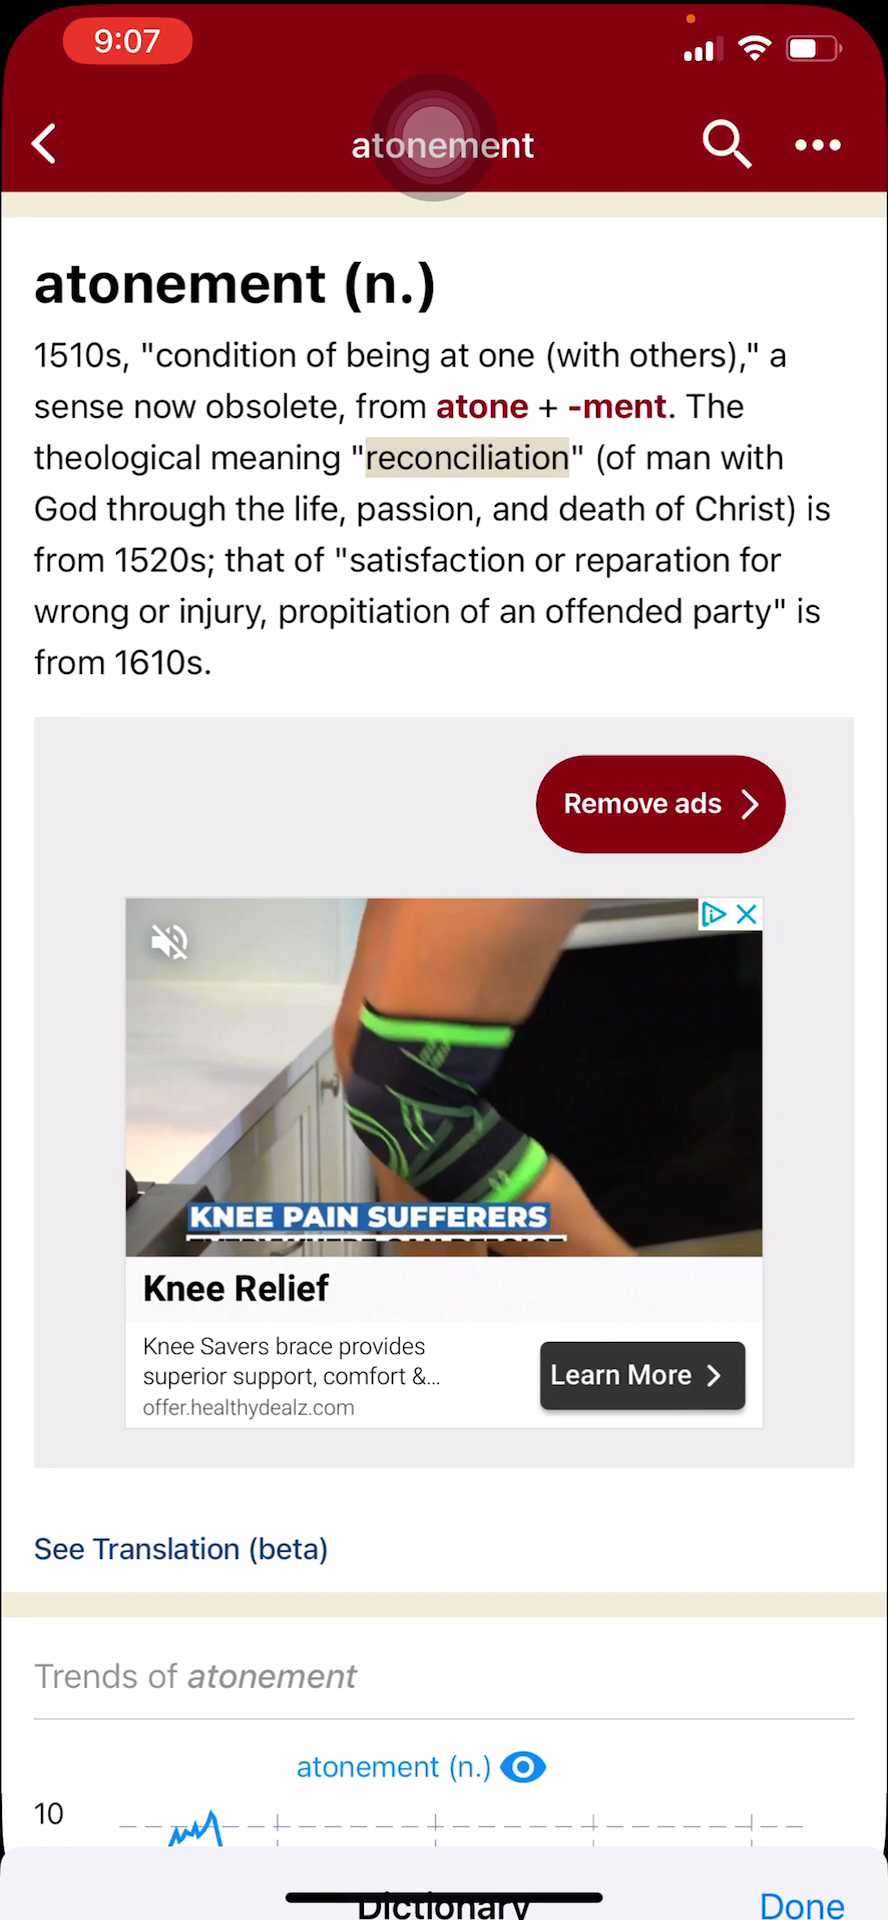 9:07
atonement
atonement (n.)
1510s, "condition of being at one (with others)," a
sense now obsolete, from atone + -ment. The
theological meaning "reconciliation" (of man with
God through the life, passion, and death of Christ) is
from 1520s; that of "satisfaction or reparation for
wrong or injury, propitiation of an offended party" is
from 1610s.
Remove ads
KNEE PAIN SUFFERERS
Knee Relief
Knee Savers brace provides
superior support, comfort &...
offer.healthydealz.com
Learn More
See Translation (beta)
Trends of atonement
atonement (n.)
10
Dictionary
Done